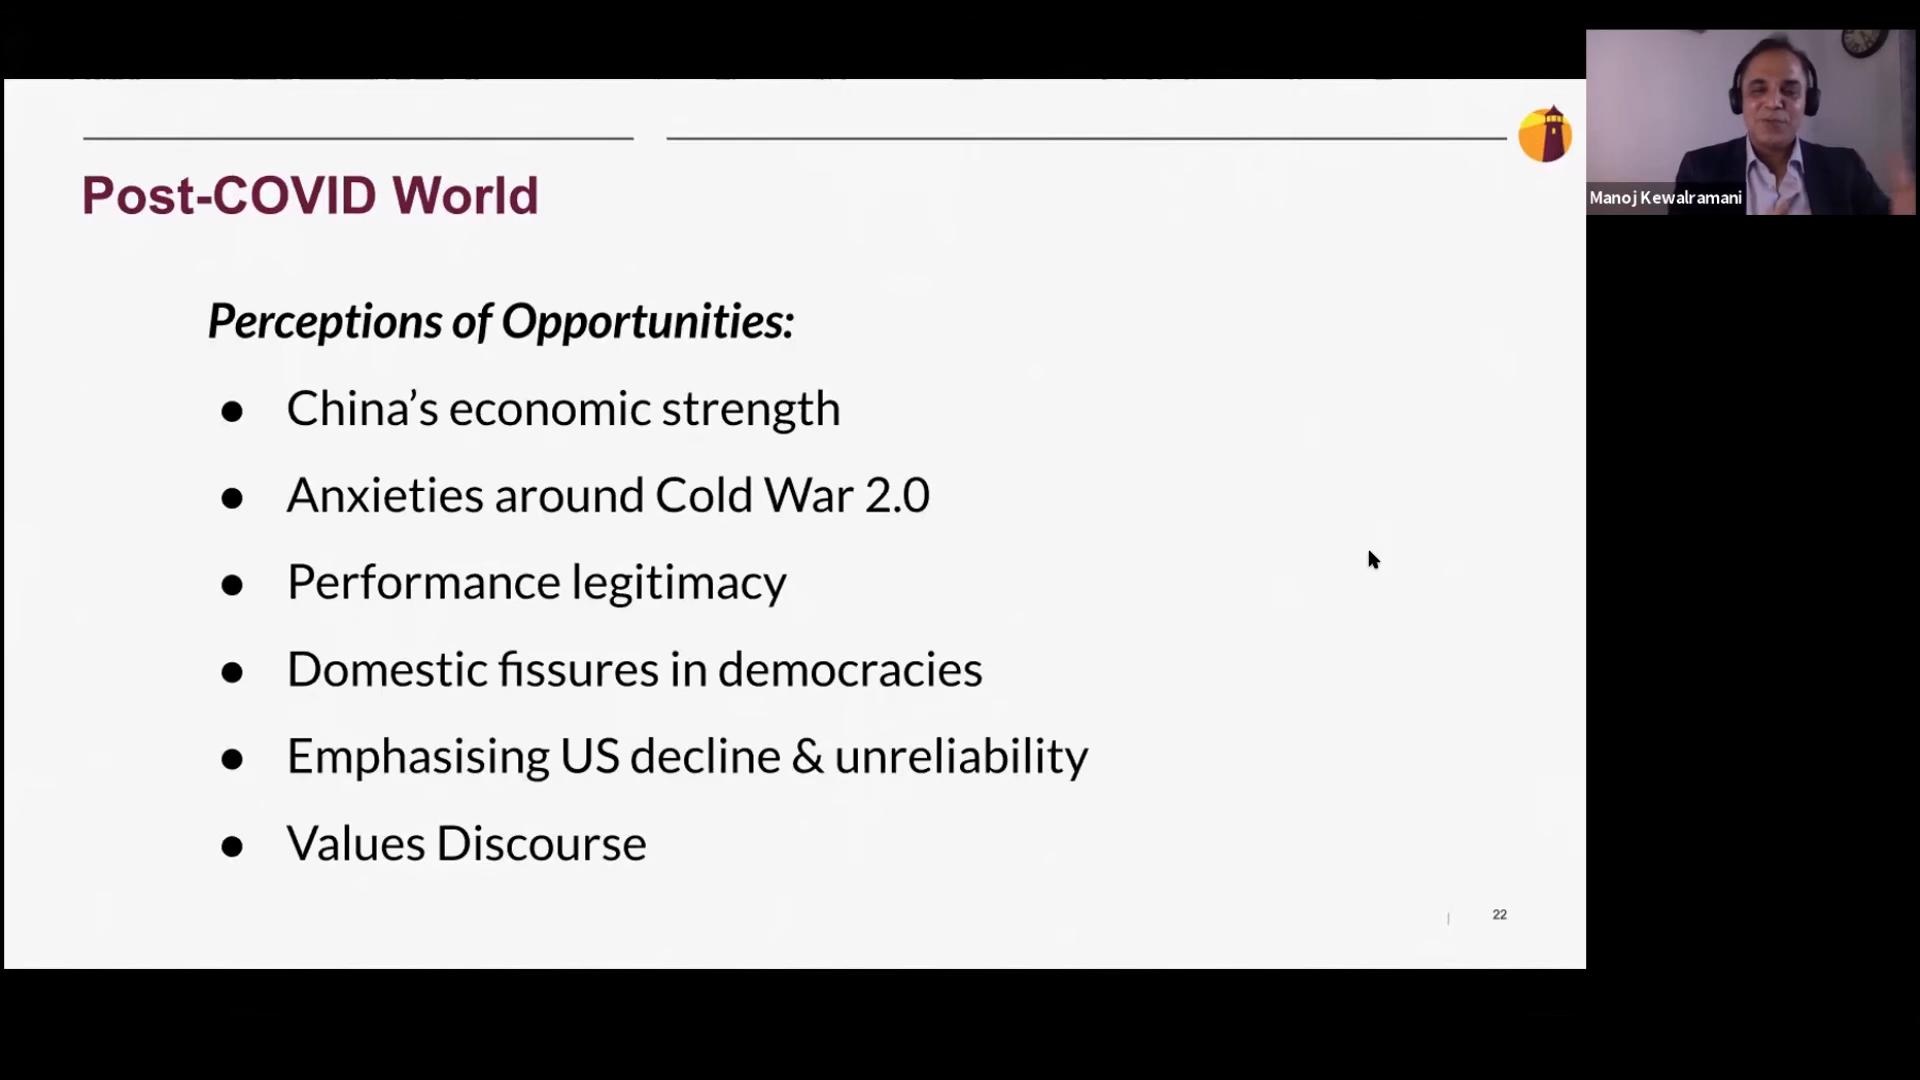 Post-COVID World
Manoj Kewalramani
Perceptions of Opportunities:
● China’s economic strength
● Anxieties around Cold War 2.0
● Performance legitimacy
● Domestic fissures in democracies
● Emphasising US decline & unreliability
● Values Discourse
| 22